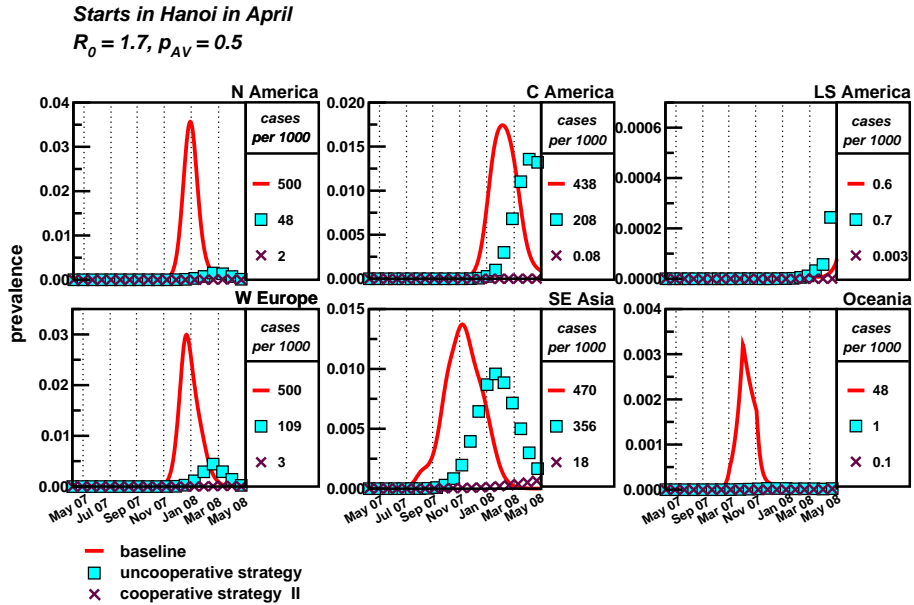 Starts in Hanoi in April
R0 = 1.7, pAV = 0.5
N America
C America
LS America
0.04
0.03
0.02
0.01
0.00
cases
per 1000
500
48
2
0.020
0.015
0.010
0.005
0.000
cases
per 1000
438
208
0.08
0.0006
0.0004
0.0002
0.0000
cases
per 1000
0.6
0.7
0.003
prevalence
W Europe
SE Asia
Oceania
0.03
0.02
0.01
0.00
cases
per 1000
500
109
3
0.015
0.010
0.005
0.000
cases
per 1000
470
356
18
0.004
0.003
0.002
0.001
0.000
cases
per 1000
48
1
0.1
May 07
Jul 07
Sep 07
Nov 07
Jan 08
Mar 08
May 08
May 07
Jul 07
Sep 07
Nov 07
Jan 08
Mar 08
May 08
May 07
Sep 07
Mar 07
Nov 07
Jan 08
Mar 08
May 08
baseline
uncooperative strategy
cooperative strategy II